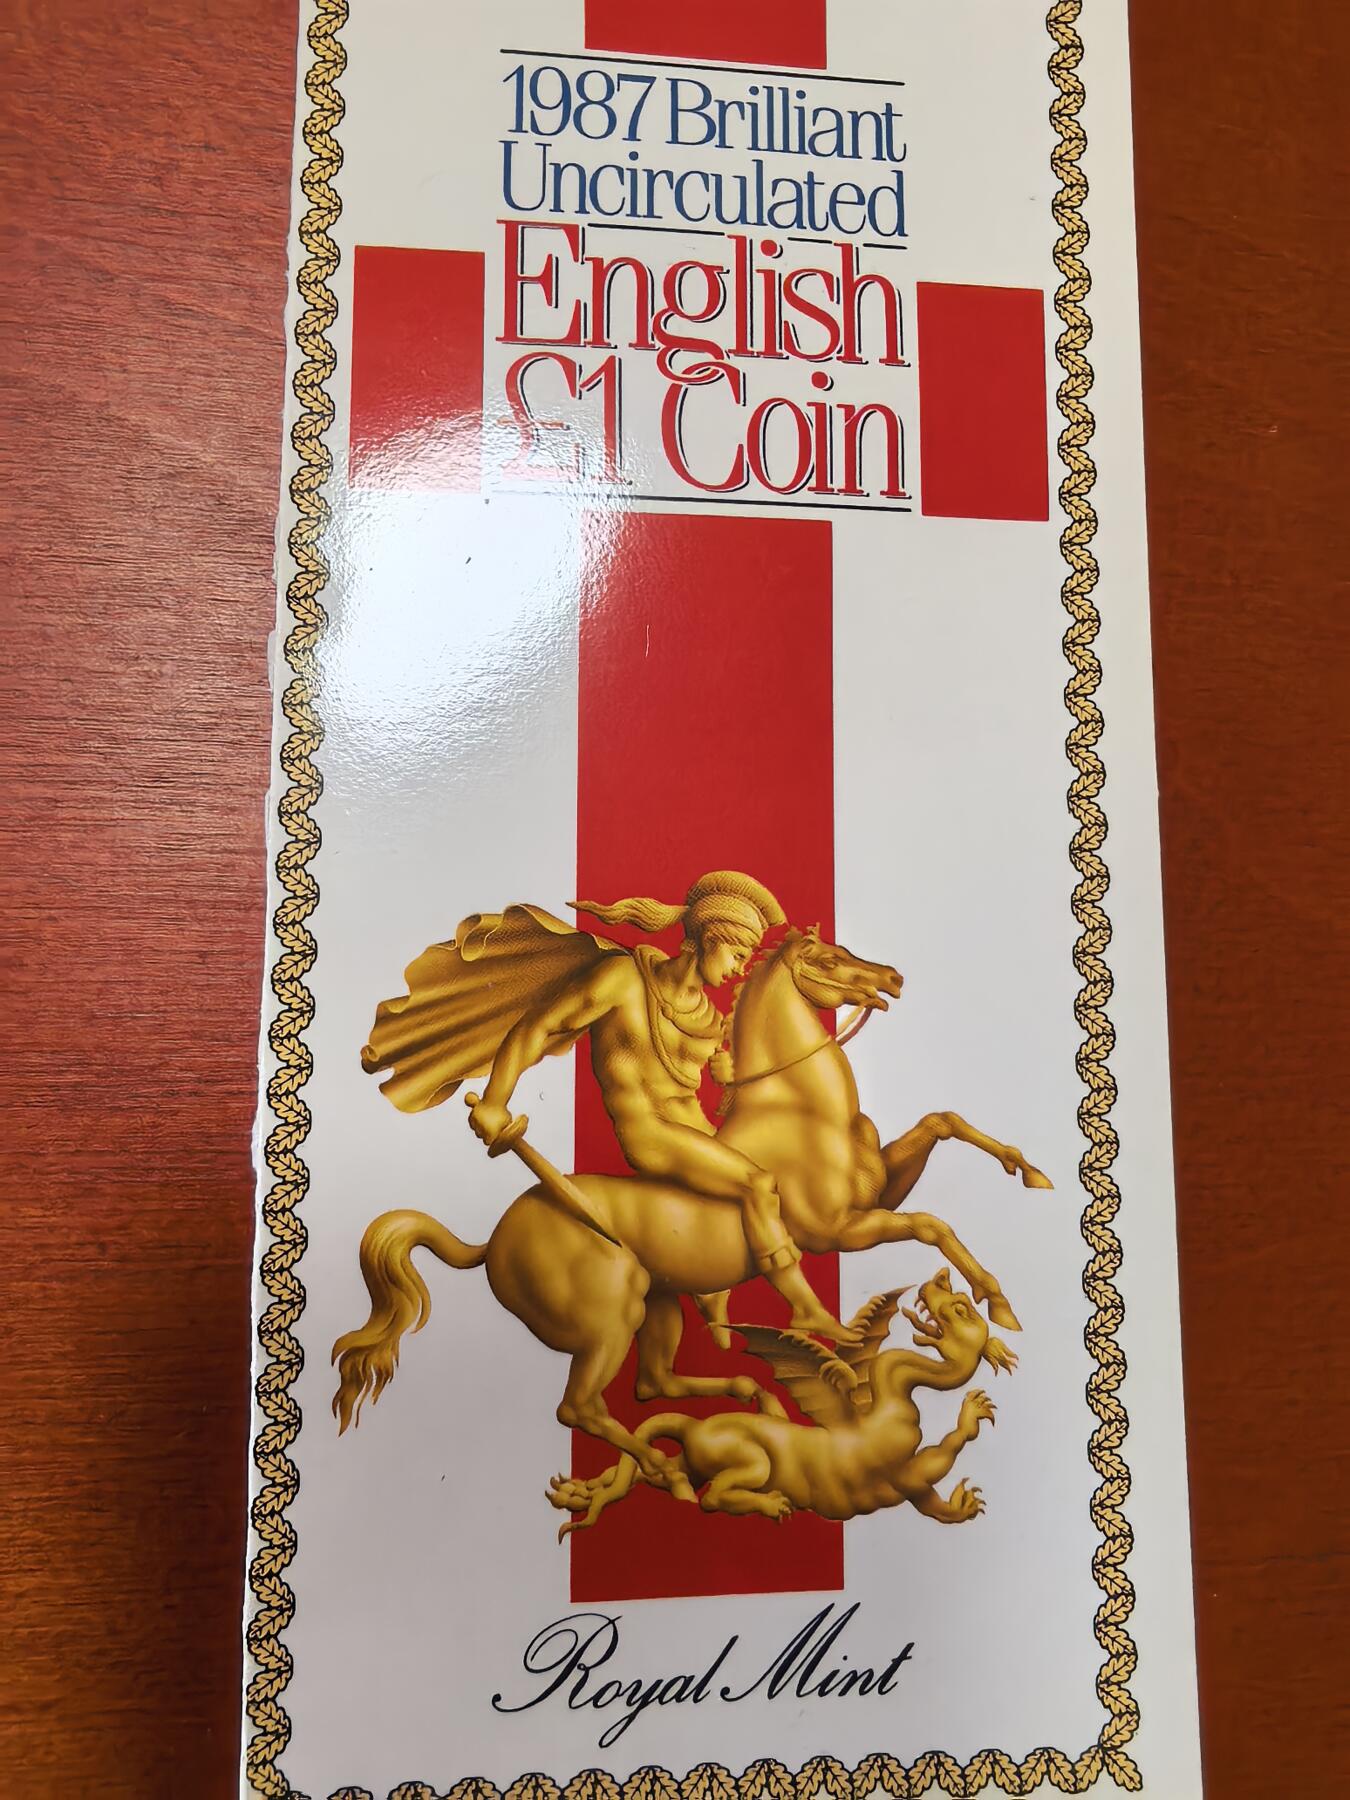 1987 Brilliant
Uncirculated
English
£1 Coin
Royal Mint